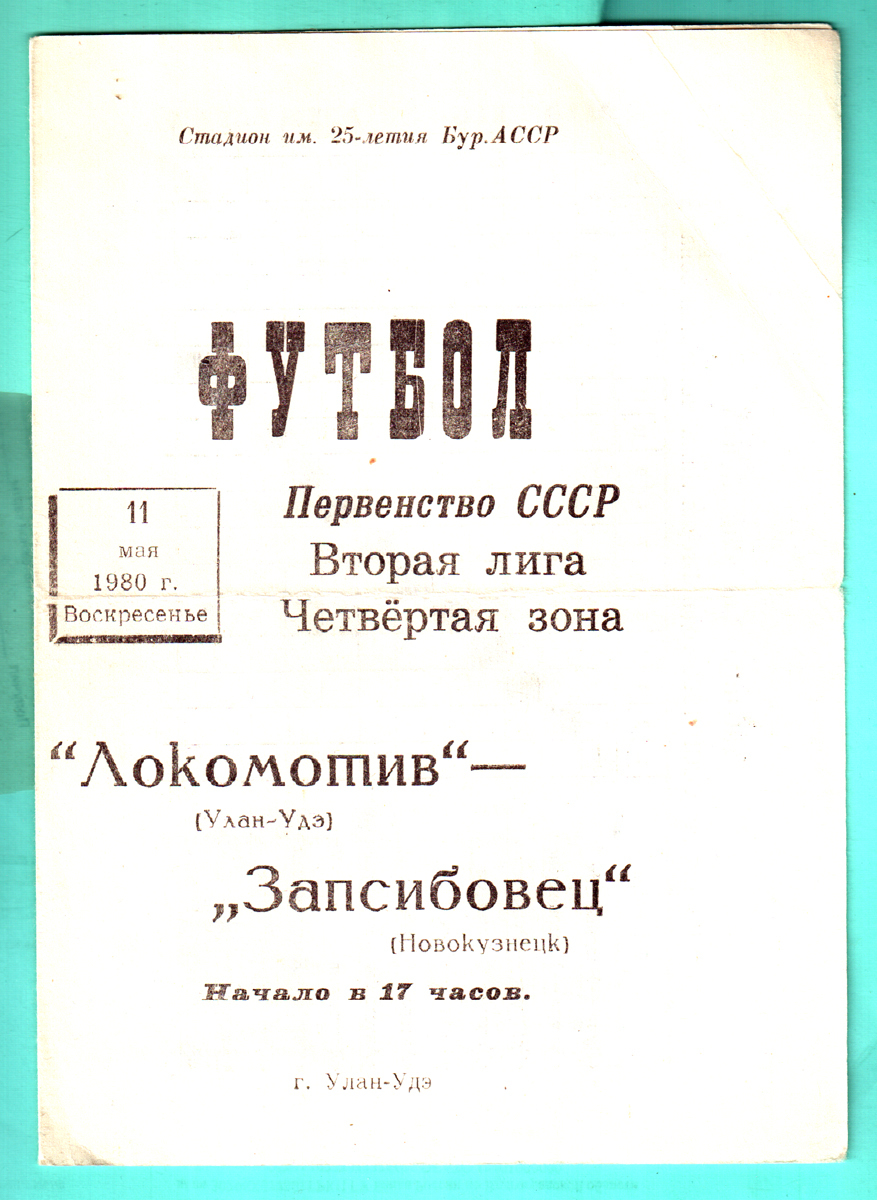 Стадион им. 25-летия Бур.АССР
ФУТБОЛ
11
мая
1980 г.
Воскресенье
Первенство СССР
Вторая лига
Четвёртая зона
“Локомотив“—
(Улан-Удэ)
„Запсибовец“
(Новокузнецк)
Начало в 17 часов.
г. Улан-Удэ